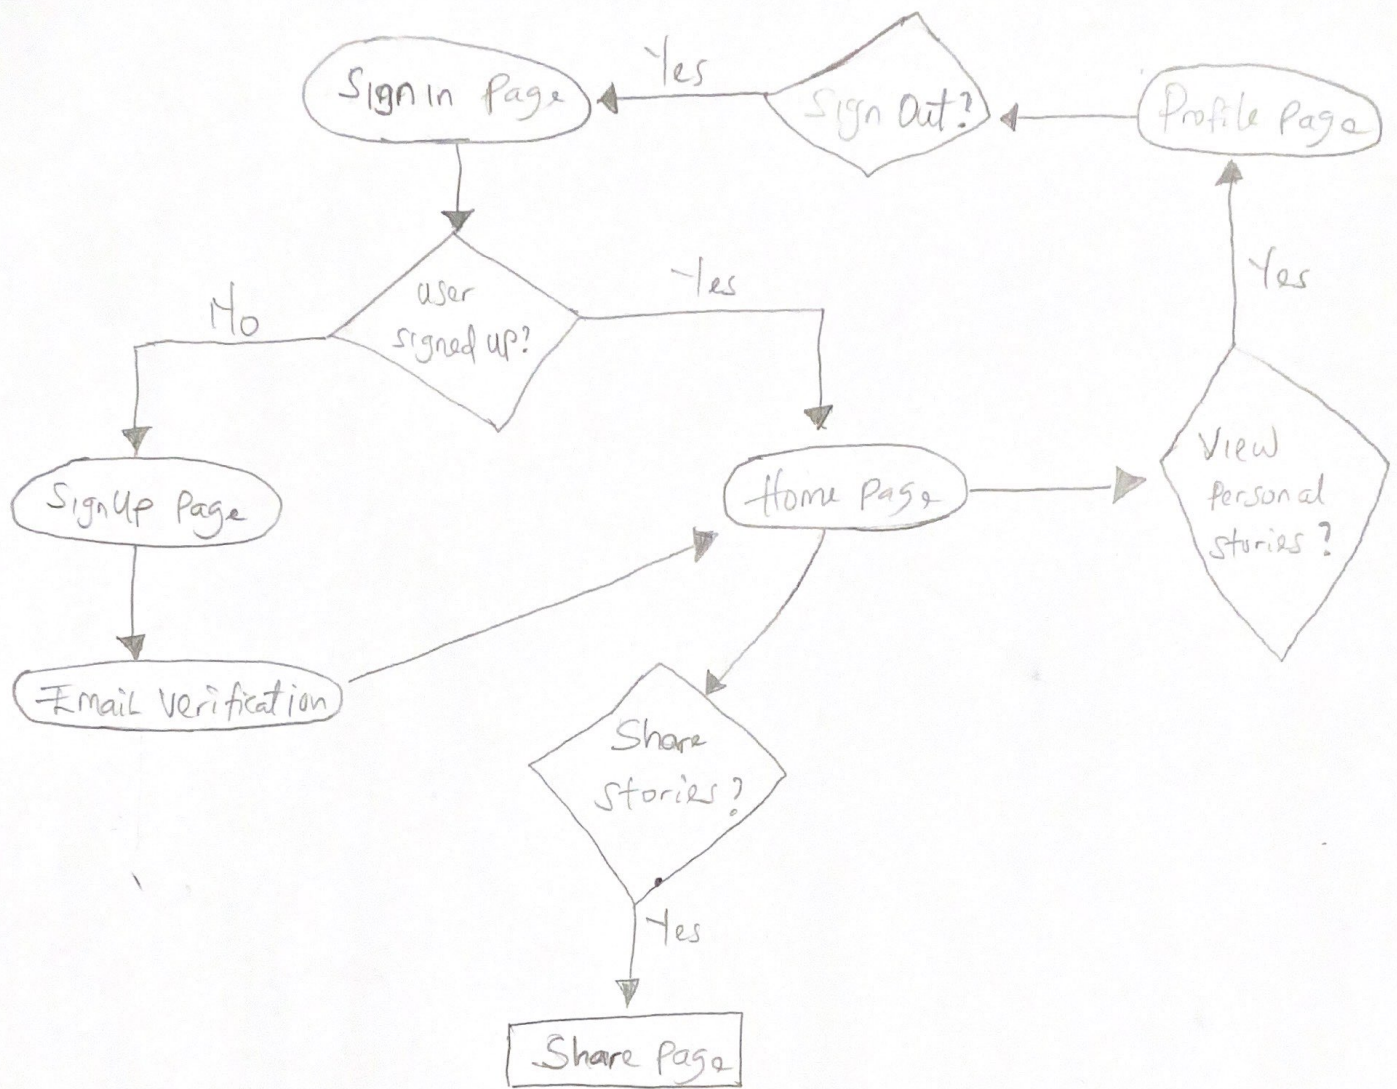 Sign In Page
Yes
Sign Out?
Profile Page
Yes
User
signed up?
No
Yes
SignUp Page
Home Page
View
Personal
stories?
Email Verification
Share
stories?
Yes
Share Page